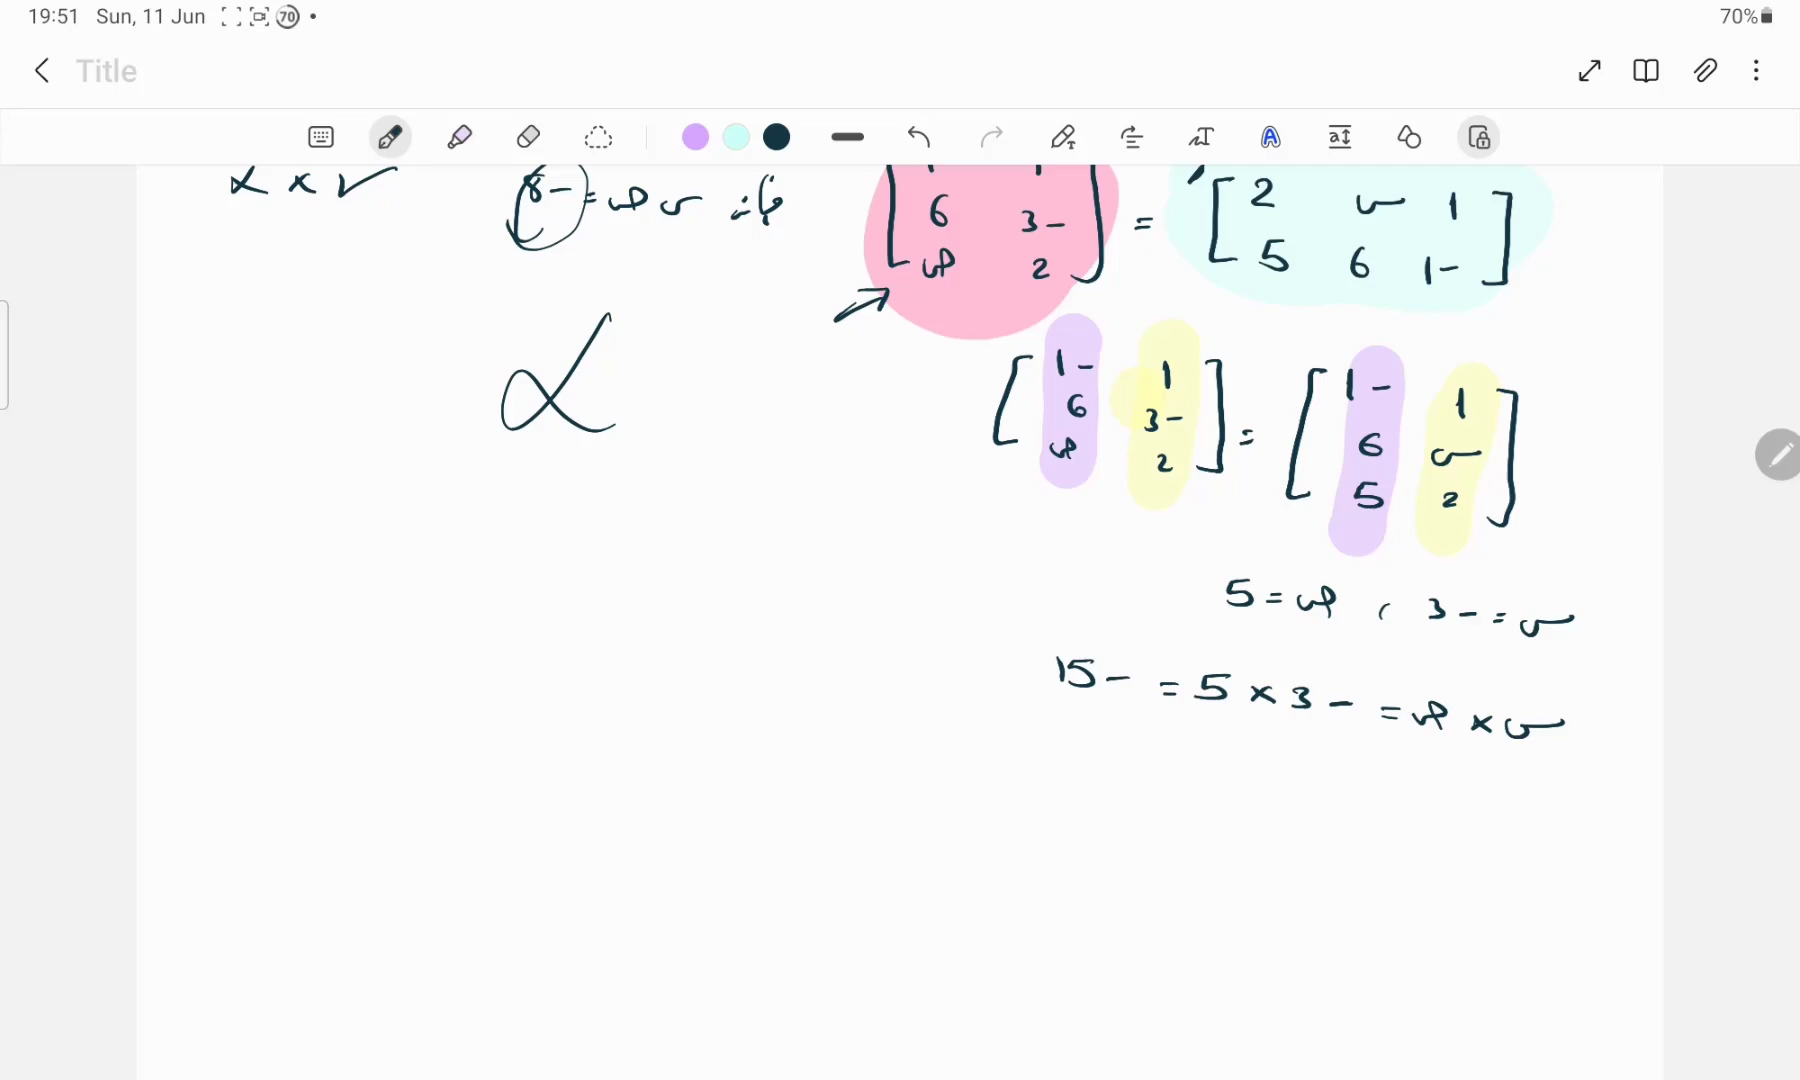 19:51 Sun, 11 Jun 70
70%
Title
1 س 2
-1 6 5
=
-3 6
2 ص
فإن س ص = -8
✓ × ✗
1 -1
س 6
2 5
=
1 -1
-3 6
2 ص
س = -3 ، ص = 5
س × ص = -3 × 5 = -15